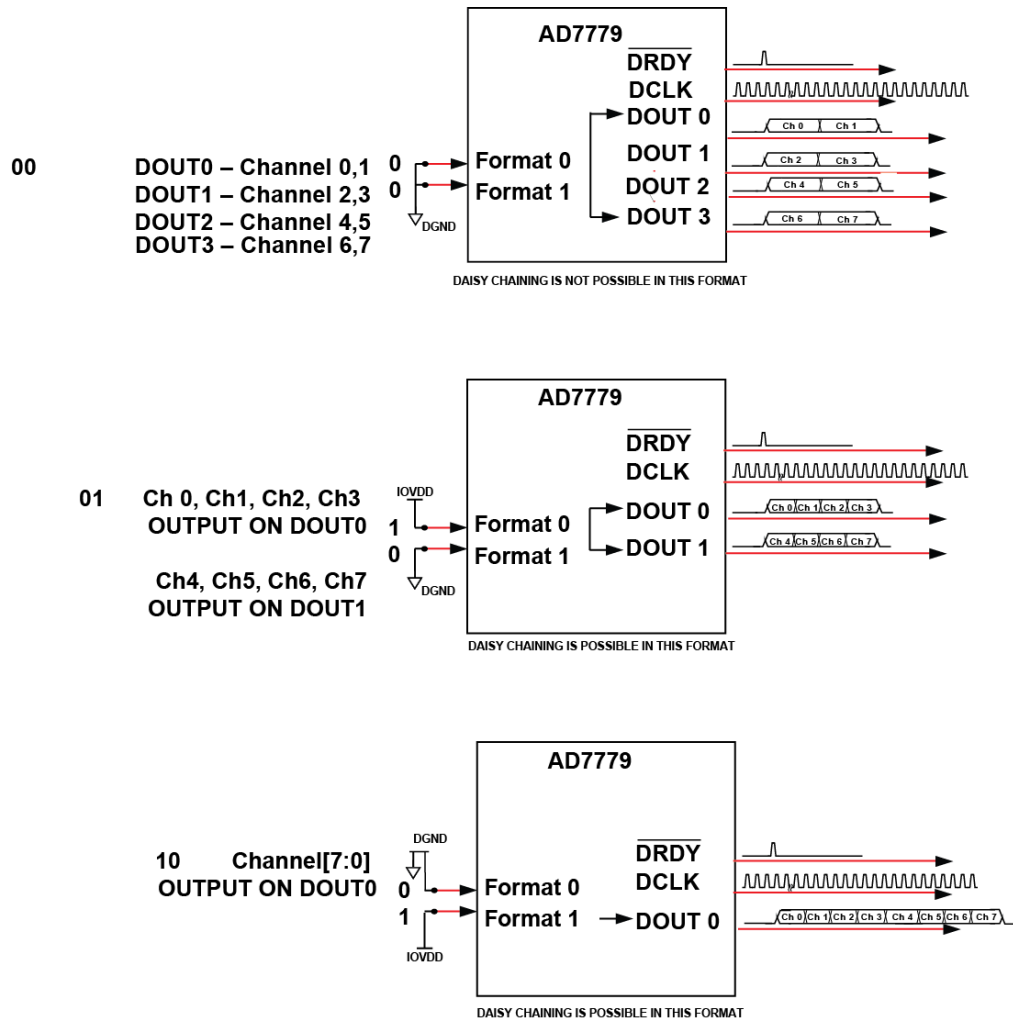 AD7779
DRDY
DCLK
DOUT 0
Ch 0 Ch 1
00 DOUT0 – Channel 0,1 0 Format 0 DOUT 1 Ch 2 Ch 3
DOUT1 – Channel 2,3 0 Format 1 DOUT 2 Ch 4 Ch 5
DOUT2 – Channel 4,5 DGND DOUT 3 Ch 6 Ch 7
DOUT3 – Channel 6,7
DAISY CHAINING IS NOT POSSIBLE IN THIS FORMAT
AD7779
DRDY
DCLK
01 Ch 0, Ch1, Ch2, Ch3 IOVDD DOUT 0 Ch 0 Ch 1 Ch 2 Ch 3
OUTPUT ON DOUT0 1 Format 0
0 Format 1 DOUT 1 Ch 4 Ch 5 Ch 6 Ch 7
Ch4, Ch5, Ch6, Ch7 DGND
OUTPUT ON DOUT1
DAISY CHAINING IS POSSIBLE IN THIS FORMAT
AD7779
DGND
10 Channel[7:0] DRDY
OUTPUT ON DOUT0 0 Format 0 DCLK
1 Format 1 DOUT 0 Ch 0 Ch 1 Ch 2 Ch 3 Ch 4 Ch 5 Ch 6 Ch 7
IOVDD
DAISY CHAINING IS POSSIBLE IN THIS FORMAT